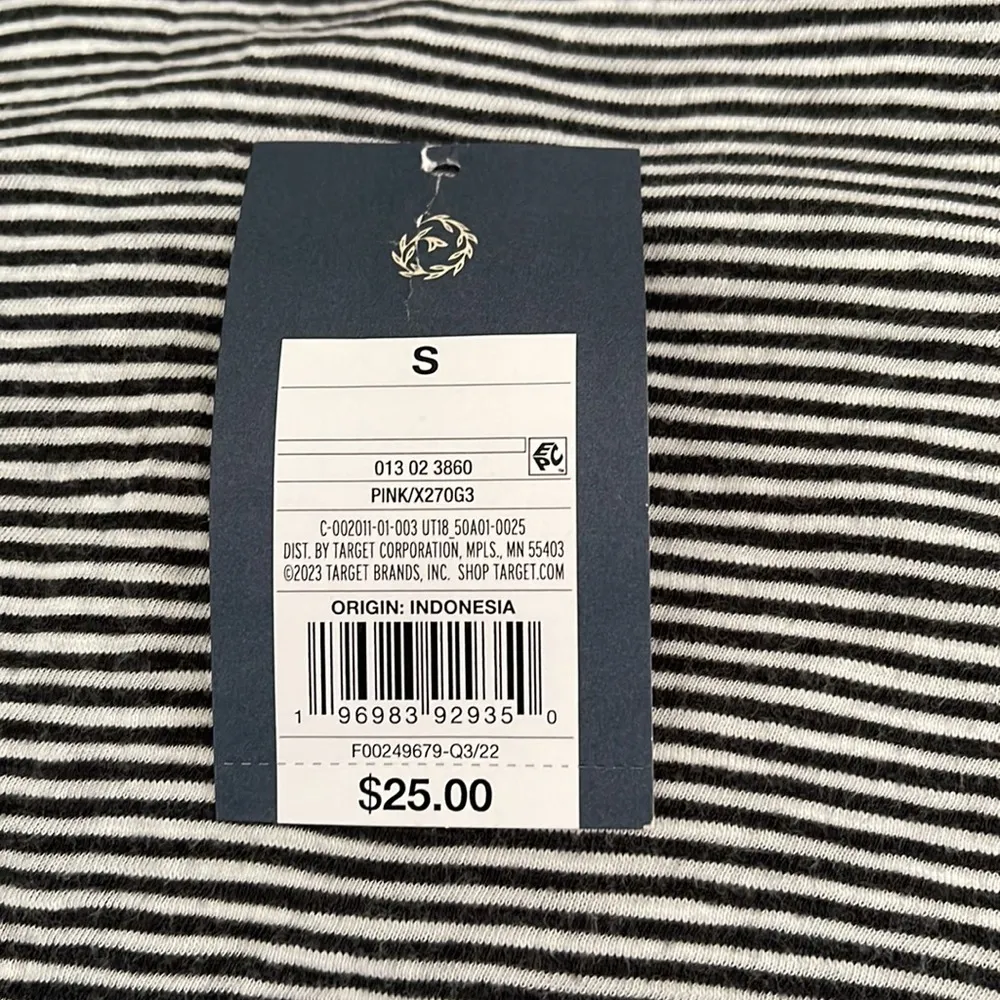 S
EPC™
013 02 3860
PINK/X270G3
C-002011-01-003 UT18_50A01-0025
DIST. BY TARGET CORPORATION, MPLS., MN 55403
©2023 TARGET BRANDS, INC. SHOP TARGET.COM
ORIGIN: INDONESIA
1 96983 92935 0
F00249679-Q3/22
$25.00